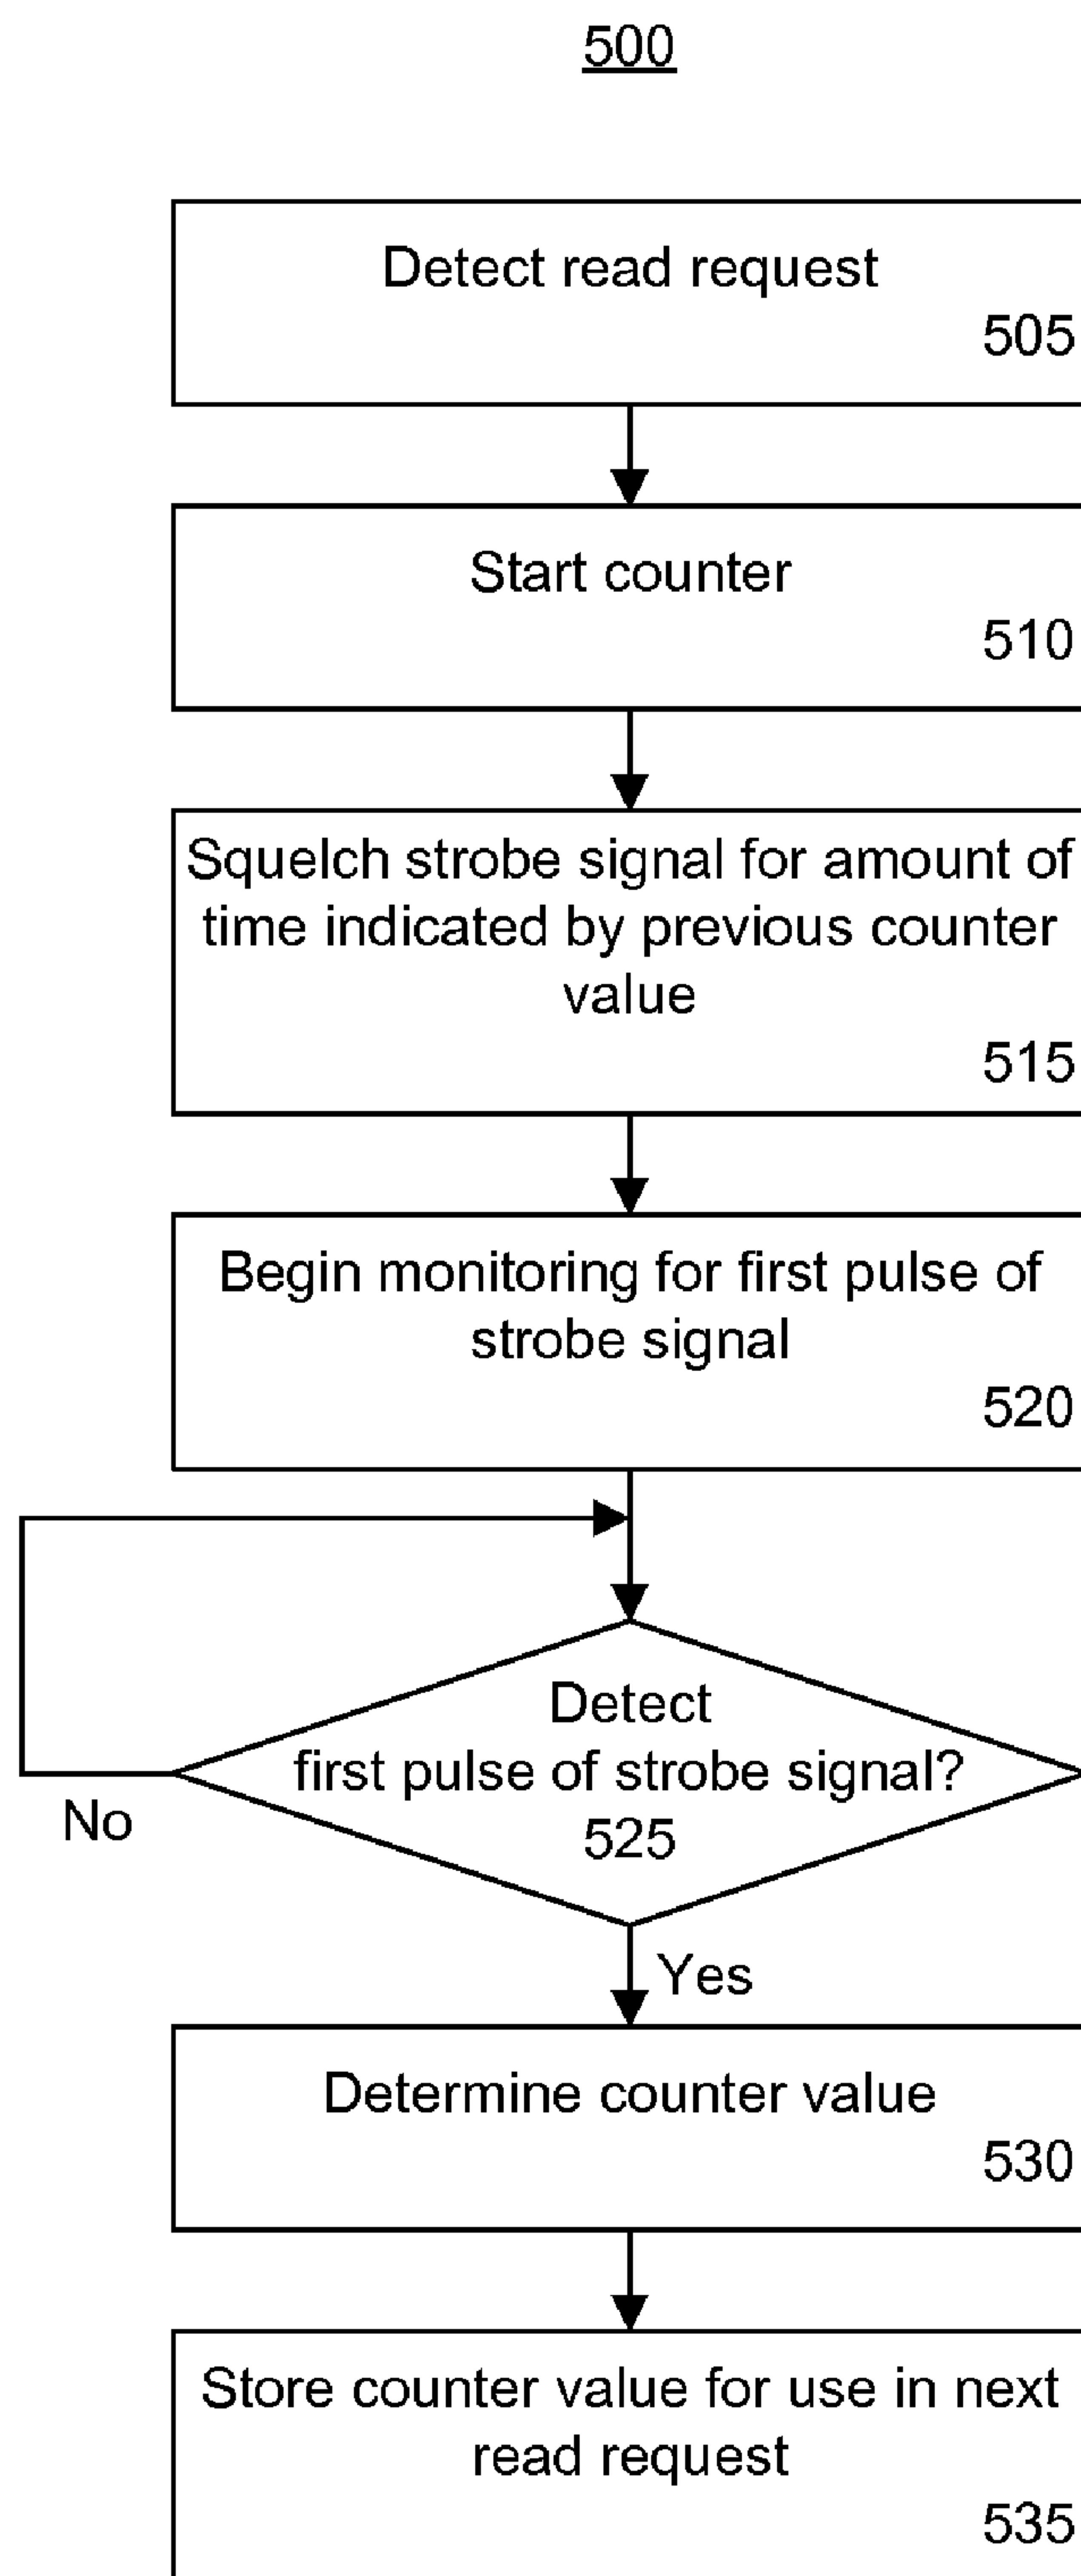 500
Detect read request
505
Start counter
510
Squelch strobe signal for amount of
time indicated by previous counter
value
515
Begin monitoring for first pulse of
strobe signal
520
Detect
first pulse of strobe signal?
525
No
Yes
Determine counter value
530
Store counter value for use in next
read request
535